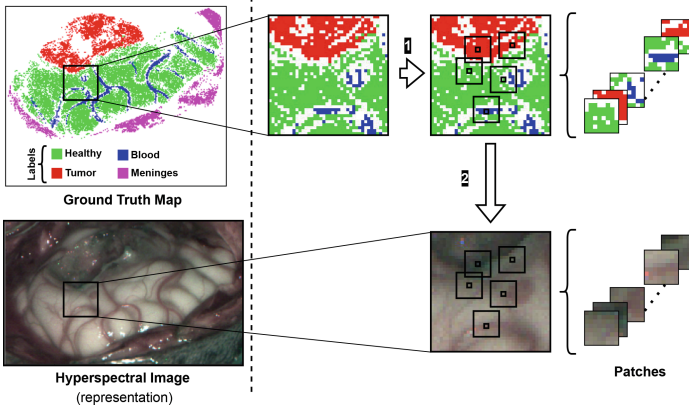 1
Labels
Healthy
Blood
Tumor
Meninges
Ground Truth Map
2
Hyperspectral Image
(representation)
Patches